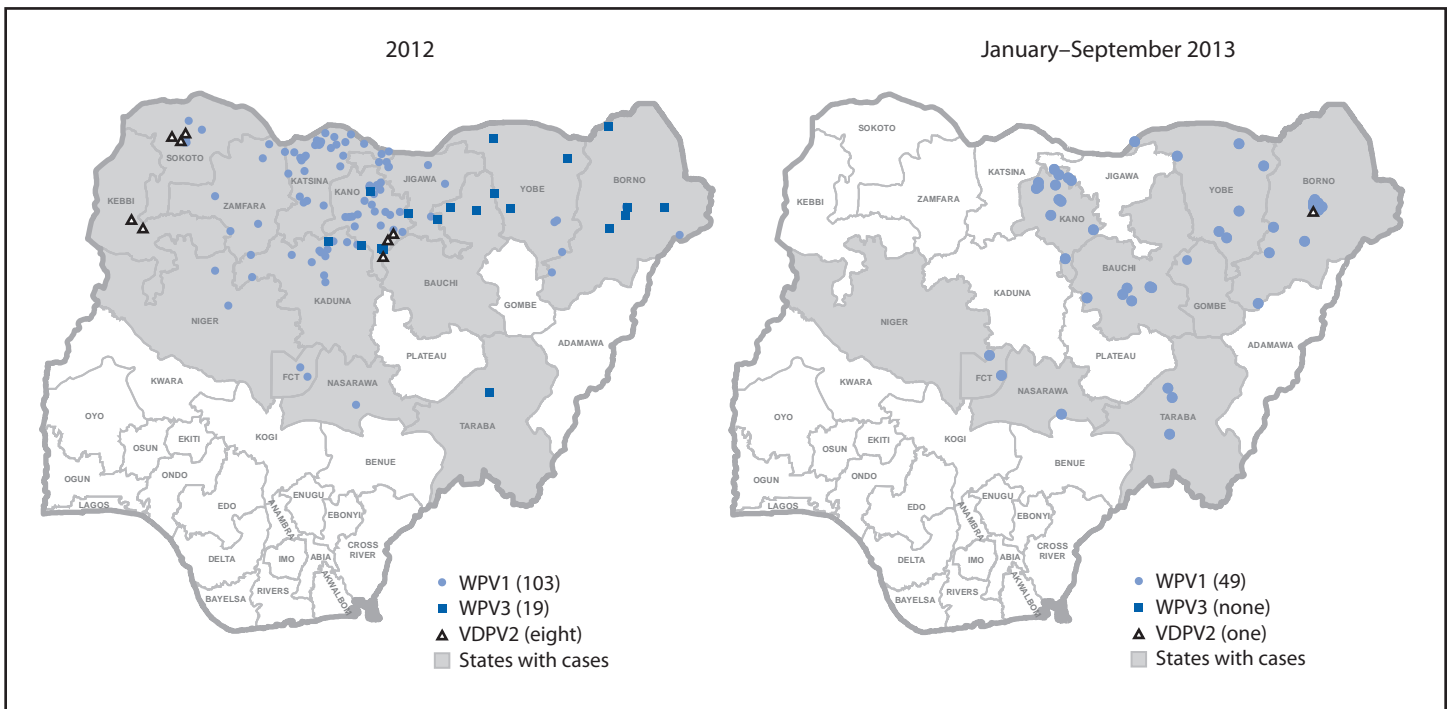 2012
SOKOTO
KEBBI
ZAMFARA
KATSINA
KANO
JIGAWA
YOBE
BORNO
KADUNA
BAUCHI
GOMBE
NIGER
ADAMAWA
PLATEAU
FCT
NASARAWA
KWARA
TARABA
OYO
KOGI
BENUE
OSUN
EKITI
OGUN
ONDO
LAGOS
EDO
ENUGU
ANAMBRA
EBONYI
CROSS
RIVER
DELTA
IMO
ABIA
BAYELSA
RIVERS
AKWAIBOM
WPV1 (103)
WPV3 (19)
VDPV2 (eight)
States with cases
January–September 2013
SOKOTO
KEBBI
ZAMFARA
KATSINA
KANO
JIGAWA
YOBE
BORNO
BAUCHI
KADUNA
GOMBE
NIGER
ADAMAWA
PLATEAU
FCT
NASARAWA
KWARA
TARABA
OYO
KOGI
BENUE
OSUN
EKITI
OGUN
ONDO
LAGOS
EDO
ENUGU
ANAMBRA
EBONYI
CROSS
RIVER
DELTA
IMO
ABIA
BAYELSA
RIVERS
AKWAIBOM
WPV1 (49)
WPV3 (none)
VDPV2 (one)
States with cases